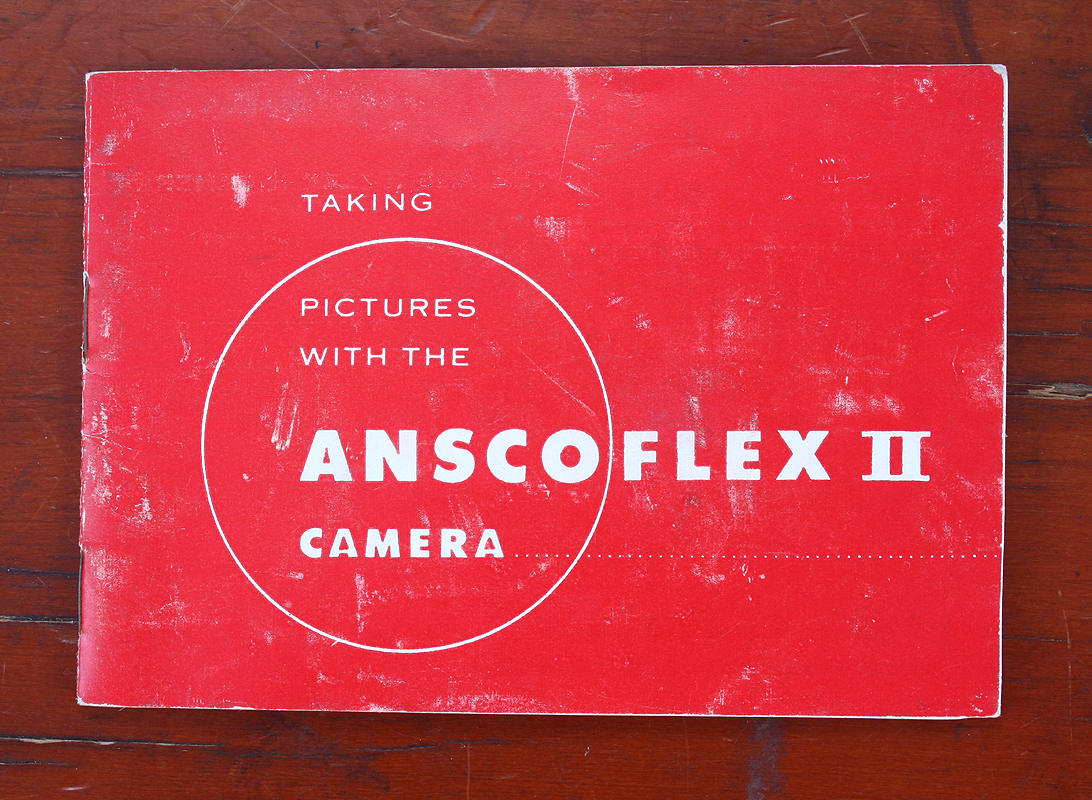 TAKING
PICTURES
WITH THE
ANSCOFLEX II
CAMERA